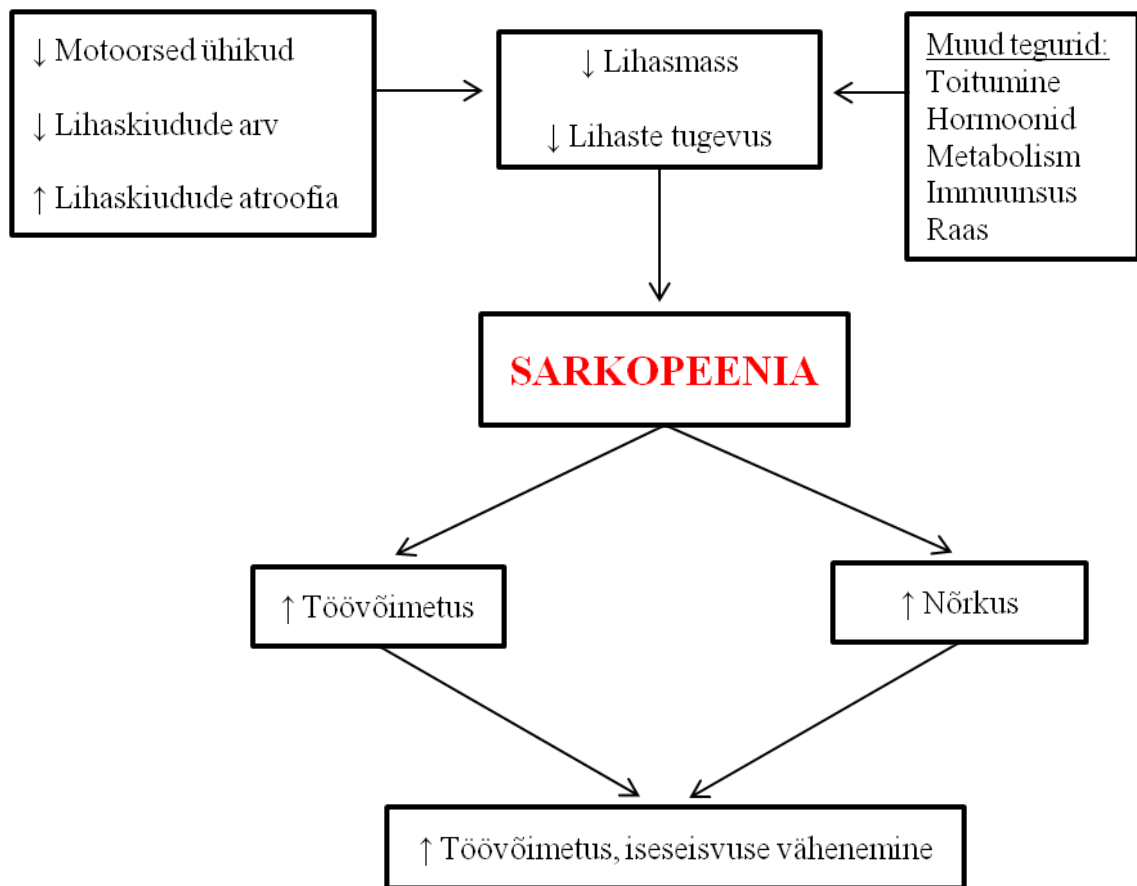 ↓ Motoorsed ühikud
↓ Lihaskiudude arv
↑ Lihaskiudude atroofia
↓ Lihasmass
↓ Lihaste tugevus
Muud tegurid:
Toitumine
Hormoonid
Metabolism
Immuunsus
Raas
SARKOPEENIA
↑ Töövõimetus
↑ Nõrkus
↑ Töövõimetus, iseseisvuse vähenemine